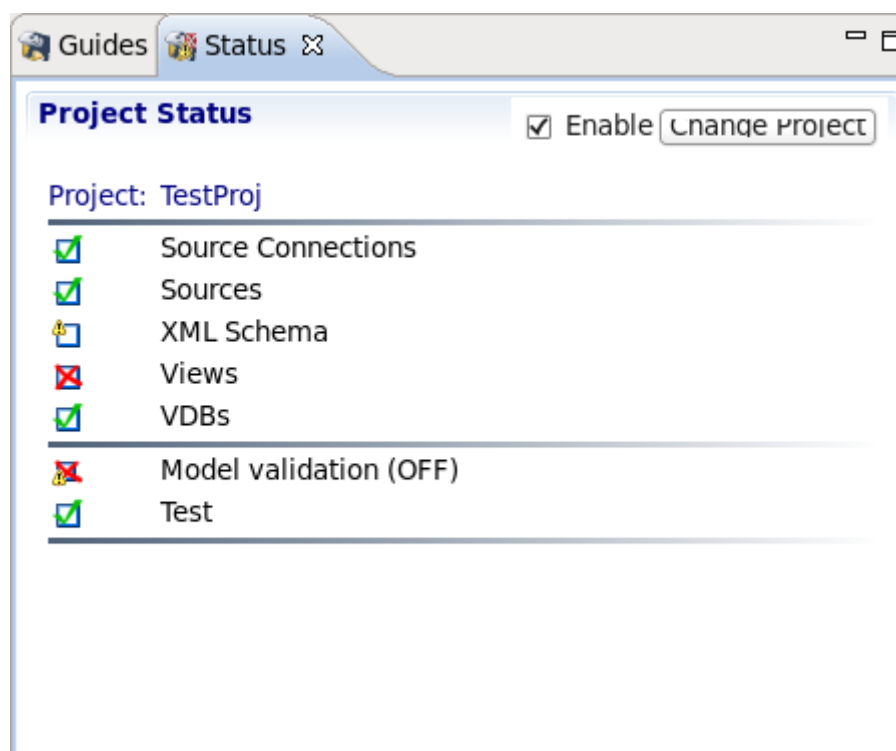 Guides Status
Project Status
Enable Change Project
Project: TestProj
Source Connections
Sources
XML Schema
Views
VDBs
Model validation (OFF)
Test